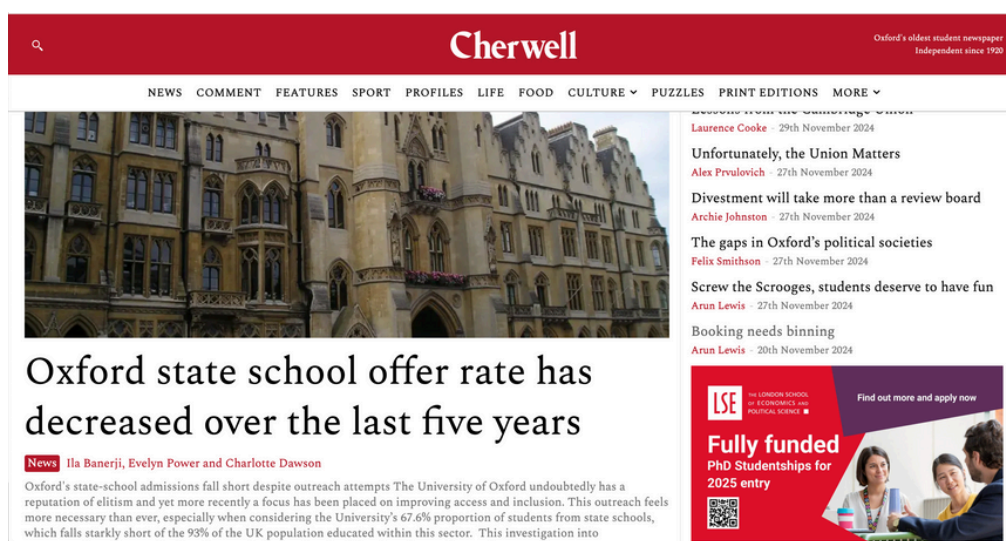 Cherwell
Oxford's oldest student newspaper
Independent since 1920
NEWS COMMENT FEATURES SPORT PROFILES LIFE FOOD CULTURE PUZZLES PRINT EDITIONS MORE
Oxford state school offer rate has
decreased over the last five years
News Ila Banerji, Evelyn Power and Charlotte Dawson
Oxford's state-school admissions fall short despite outreach attempts The University of Oxford undoubtedly has a
reputation of elitism and yet more recently a focus has been placed on improving access and inclusion. This outreach feels
more necessary than ever, especially when considering the University's 67.6% proportion of students from state schools,
which falls starkly short of the 93% of the UK population educated within this sector. This investigation into
Lessons from the Cambridge Union
Laurence Cooke - 29th November 2024
Unfortunately, the Union Matters
Alex Prvulovich - 27th November 2024
Divestment will take more than a review board
Archie Johnston - 27th November 2024
The gaps in Oxford's political societies
Felix Smithson - 27th November 2024
Screw the Scrooges, students deserve to have fun
Arun Lewis - 27th November 2024
Booking needs binning
Arun Lewis - 20th November 2024
LSE
THE LONDON SCHOOL
OF ECONOMICS AND
POLITICAL SCIENCE
Find out more and apply now
Fully funded
PhD Studentships for
2025 entry